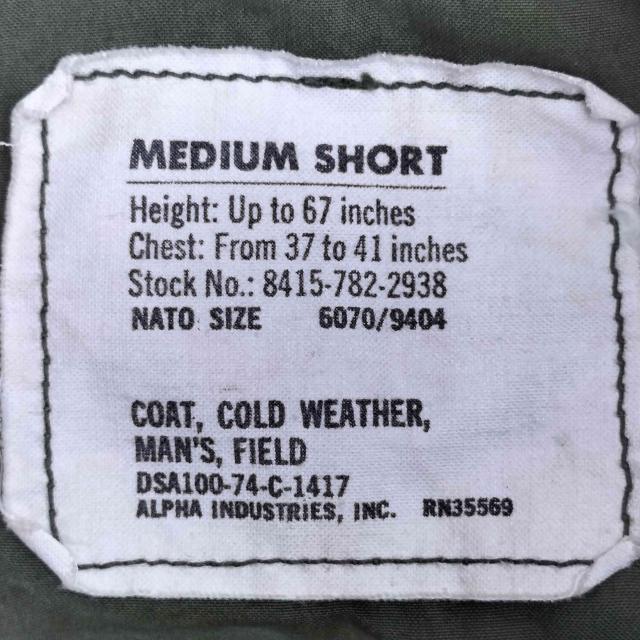 MEDIUM SHORT
Height: Up to 67 inches
Chest: From 37 to 41 inches
Stock No.: 8415-782-2938
NATO SIZE 6070/9404
COAT, COLD WEATHER,
MAN'S, FIELD
DSA100-74-C-1417
ALPHA INDUSTRIES, INC. RN35569